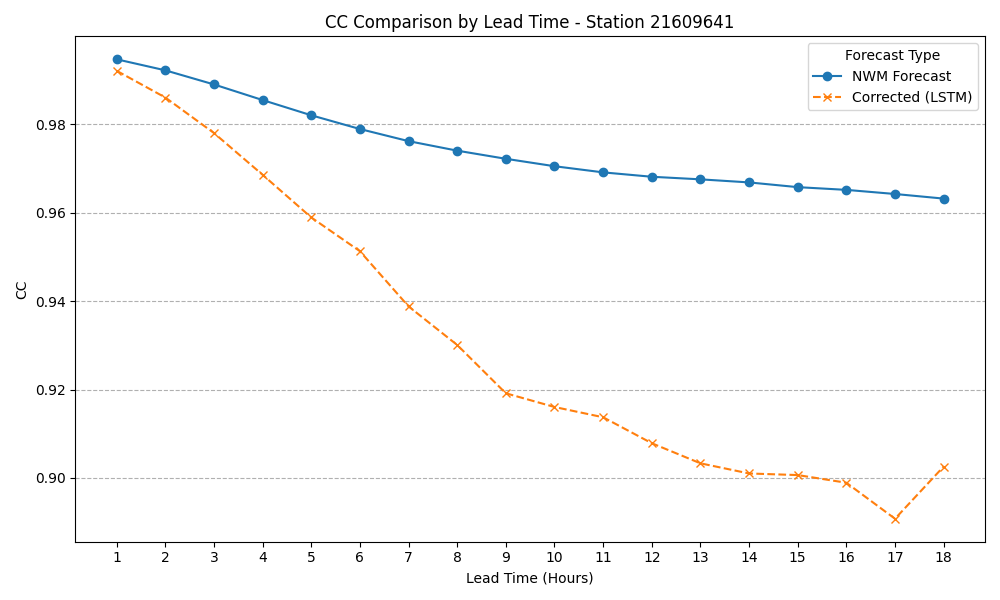 CC Comparison by Lead Time - Station 21609641
Forecast Type
NWM Forecast
Corrected (LSTM)
CC
0.98
0.96
0.94
0.92
0.90
1 2 3 4 5 6 7 8 9 10 11 12 13 14 15 16 17 18
Lead Time (Hours)